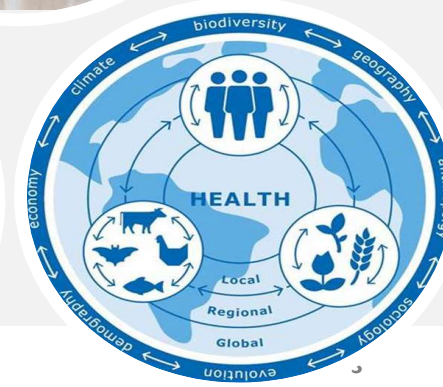 biodiversity
climate
geography
economy
HEALTH
Local
Regional
Global
demography
sociology
evolution